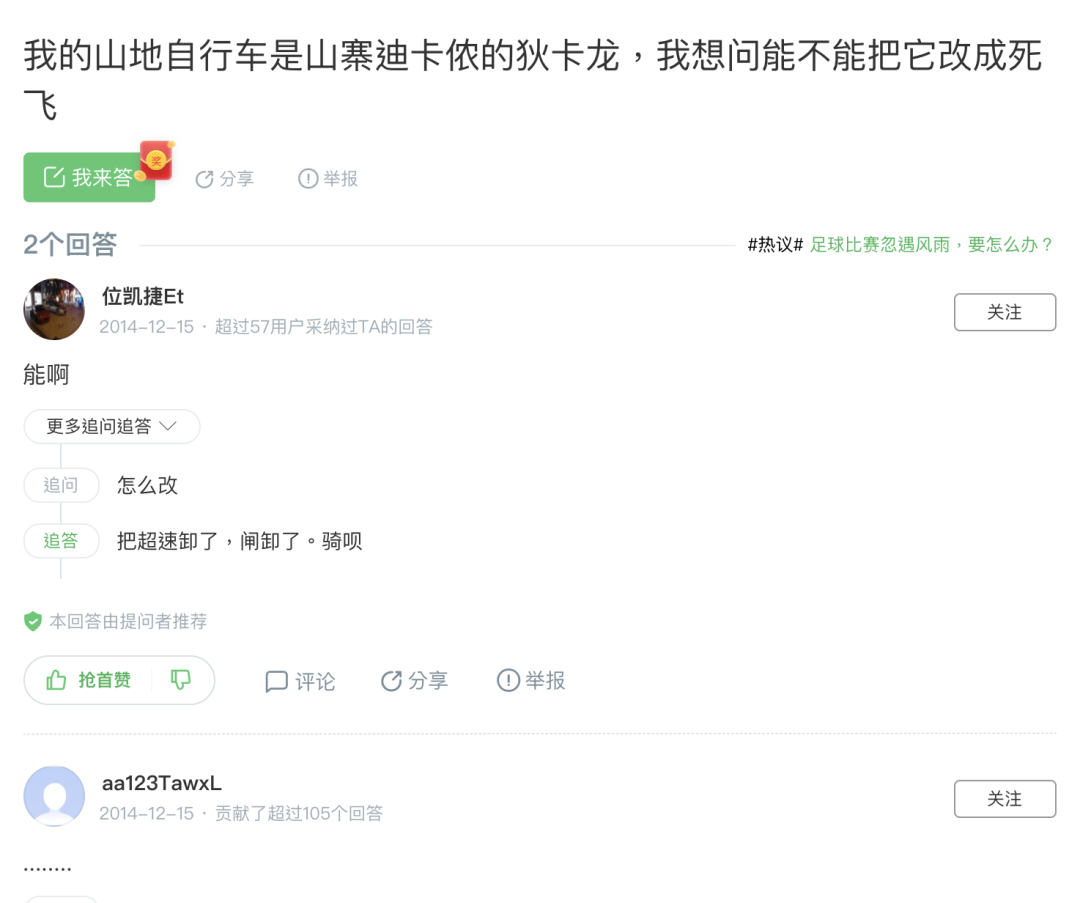 我的山地自行车是山寨迪卡侬的狄卡龙，我想问能不能把它改成死
飞
我来答
奖
分享
举报
2个回答
#热议# 足球比赛忽遇风雨，要怎么办？
位凯捷Et
2014-12-15 · 超过57用户采纳过TA的回答
关注
能啊
更多追问追答
追问
怎么改
追答
把超速卸了，闸卸了。骑呗
本回答由提问者推荐
抢首赞
评论
分享
举报
aa123TawxL
2014-12-15 · 贡献了超过105个回答
关注
........